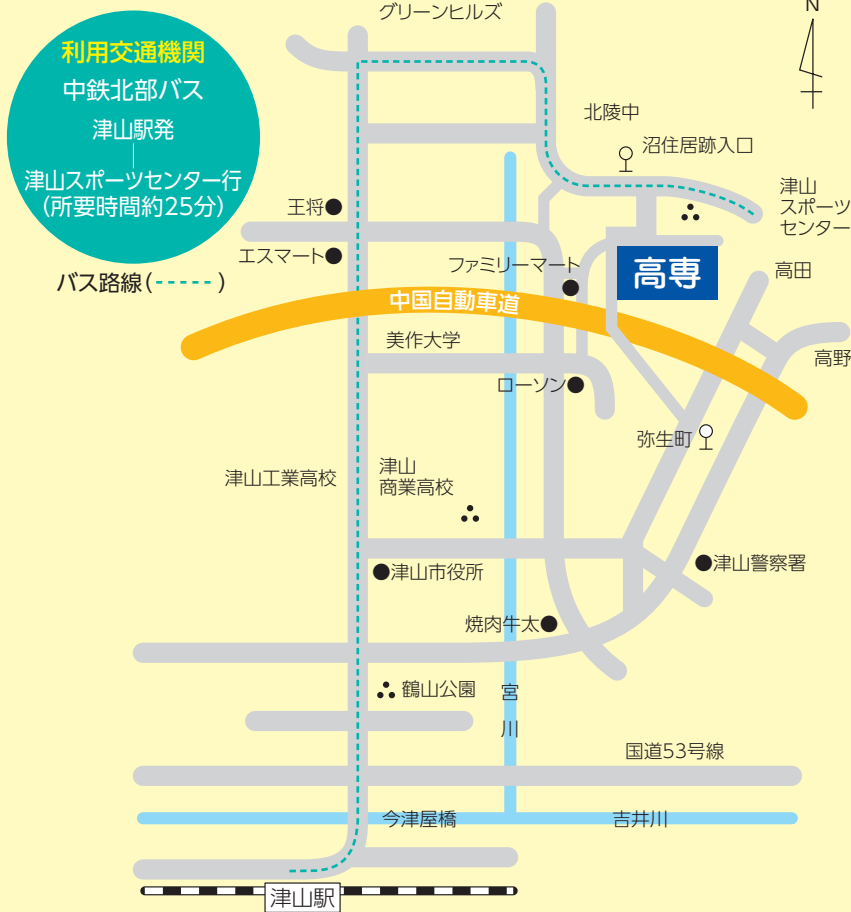 グリーンヒルズ
N
利用交通機関
中鉄北部バス
津山駅発
津山スポーツセンター行
(所要時間約25分)
バス路線(-----)
北陵中
沼住居跡入口
津山
スポーツ
センター
王将
エスマート
ファミリーマート
高専
高田
中国自動車道
美作大学
高野
ローソン
弥生町
津山工業高校
津山
商業高校
津山市役所
津山警察署
焼肉牛太
鶴山公園
宮
川
国道53号線
今津屋橋
吉井川
津山駅